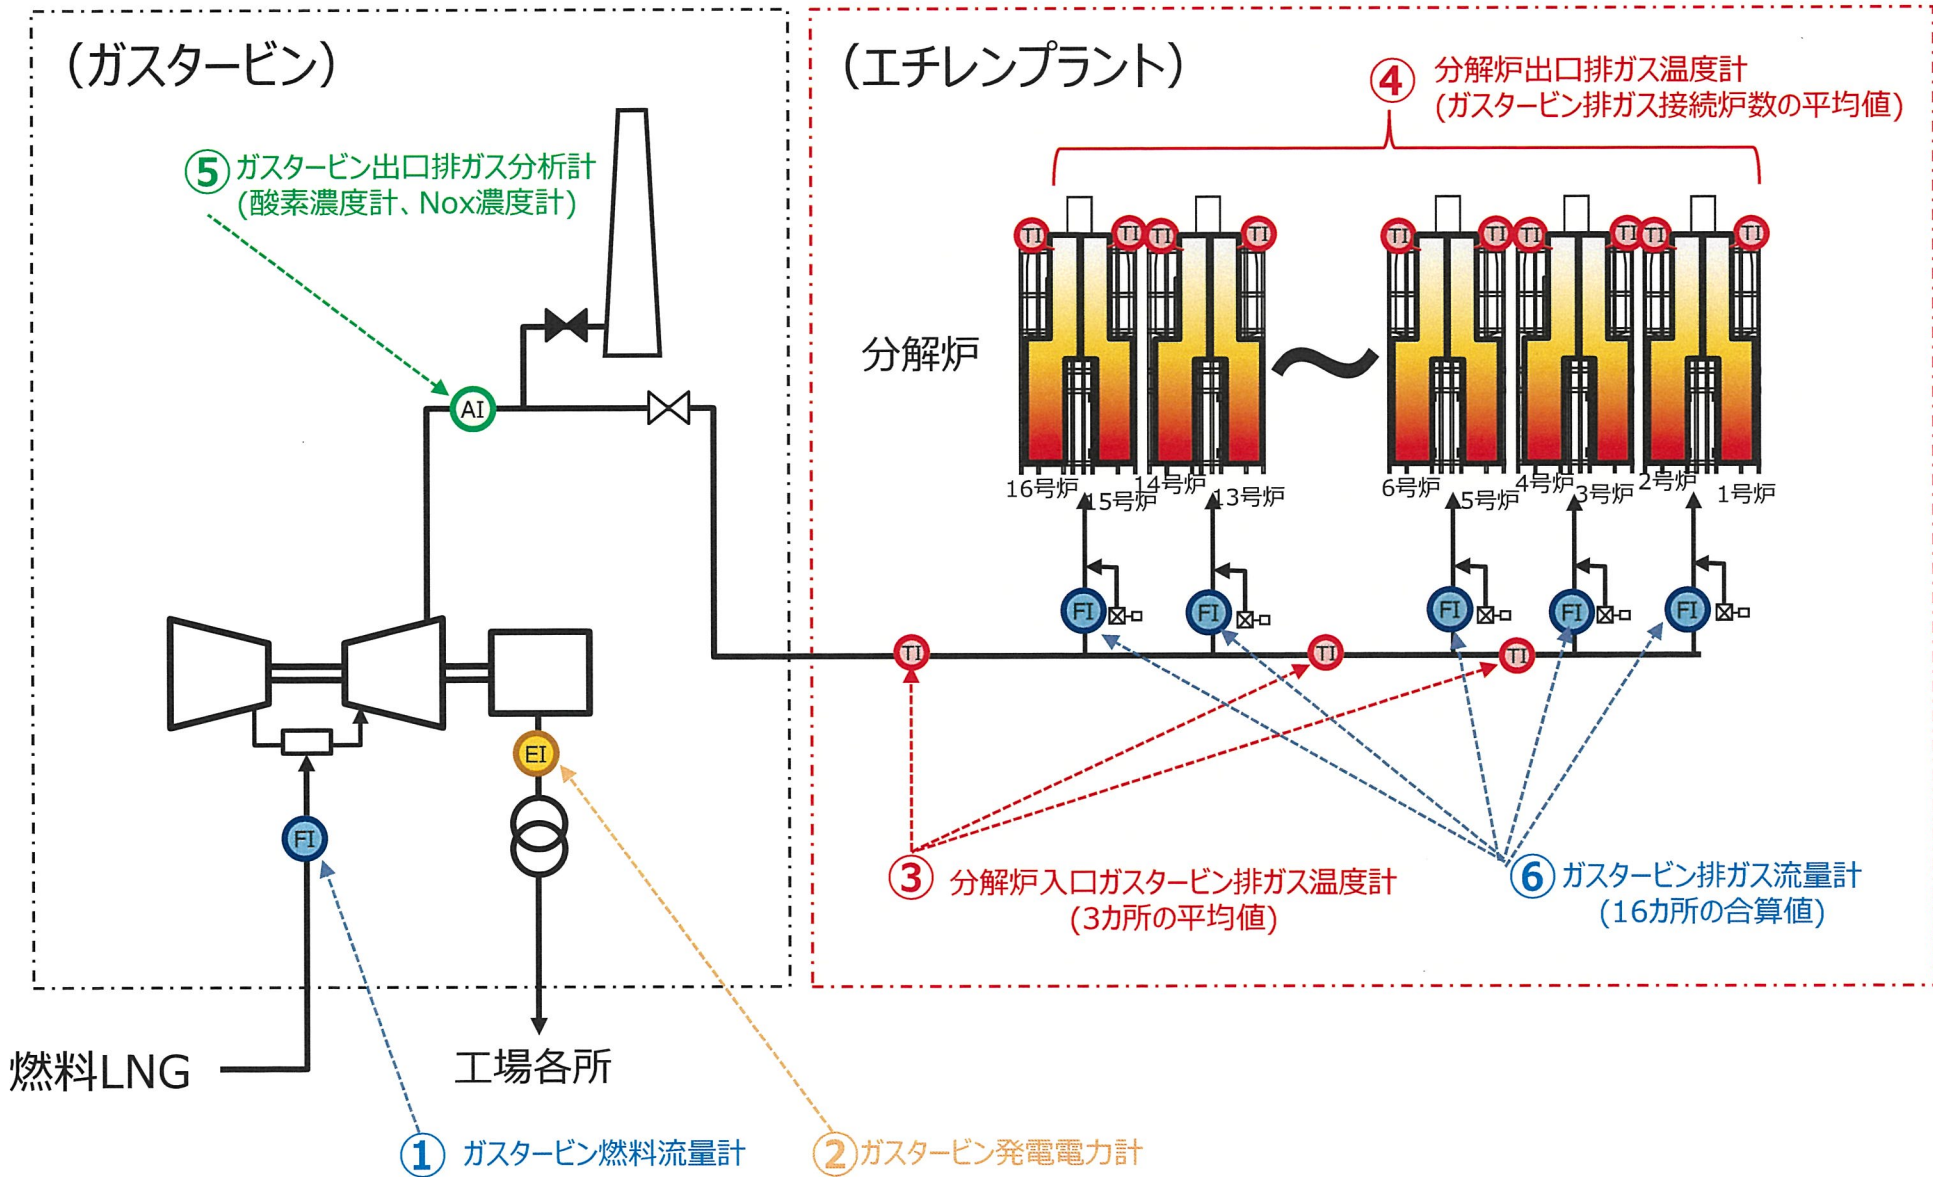 (ガスタービン)
(エチレンプラント)
④ 分解炉出口排ガス温度計
(ガスタービン排ガス接続炉数の平均値)
⑤ ガスタービン出口排ガス分析計
(酸素濃度計、Nox濃度計)
TI TI TI TI TI TI TI TI TI TI
分解炉
～
AI
16号炉 15号炉 14号炉 13号炉 6号炉 5号炉 4号炉 3号炉 2号炉 1号炉
FI FI FI FI FI
TI TI TI
EI
FI
③ 分解炉入口ガスタービン排ガス温度計
(3カ所の平均値)
⑥ ガスタービン排ガス流量計
(16カ所の合算値)
燃料LNG
工場各所
① ガスタービン燃料流量計
② ガスタービン発電電力計